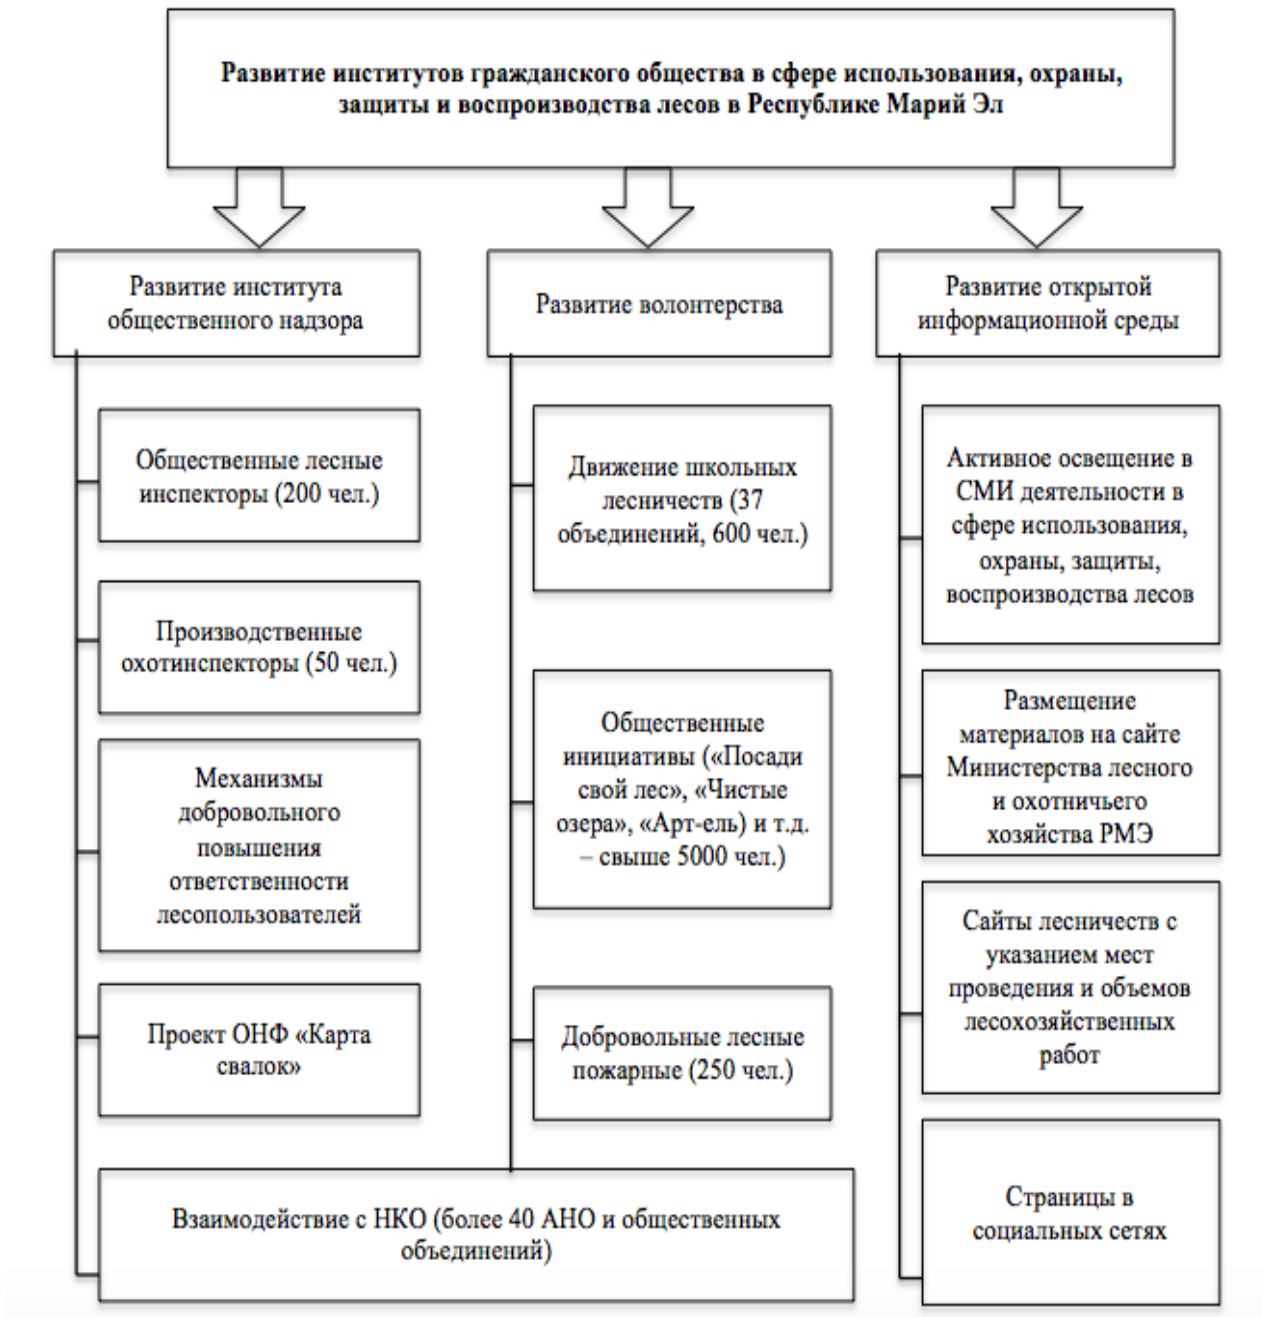 Развитие институтов гражданского общества в сфере использования, охраны,
защиты и воспроизводства лесов в Республике Марий Эл
Развитие института
общественного надзора
Общественные лесные
инспекторы (200 чел.)
Производственные
охотинспекторы (50 чел.)
Механизмы
добровольного
повышения
ответственности
лесопользователей
Проект ОНФ «Карта
свалок»
Развитие волонтерства
Движение школьных
лесничеств (37
объединений, 600 чел.)
Общественные
инициативы («Посади
свой лес», «Чистые
озера», «Арт-ель) и т.д.
– свыше 5000 чел.)
Добровольные лесные
пожарные (250 чел.)
Взаимодействие с НКО (более 40 АНО и общественных
объединений)
Развитие открытой
информационной среды
Активное освещение в
СМИ деятельности в
сфере использования,
охраны, защиты,
воспроизводства лесов
Размещение
материалов на сайте
Министерства лесного
и охотничьего
хозяйства РМЭ
Сайты лесничеств с
указанием мест
проведения и объемов
лесохозяйственных
работ
Страницы в
социальных сетях